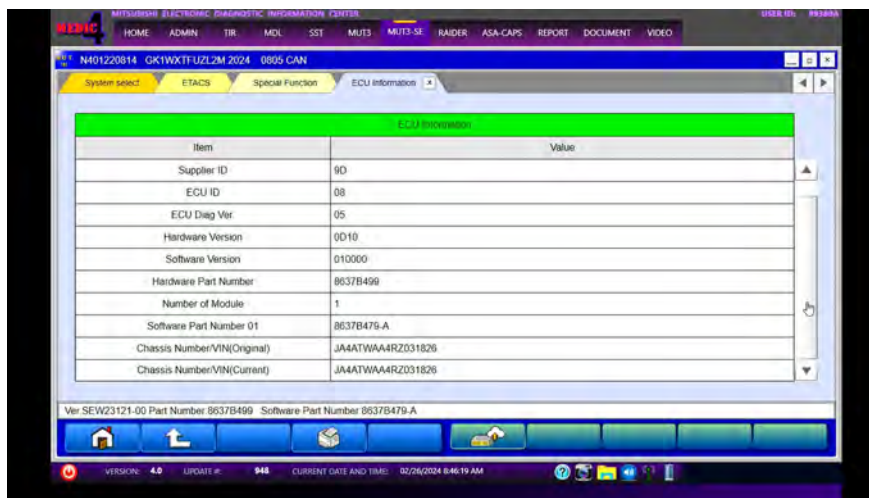 MITSUBISHI ELECTRONIC DIAGNOSTIC INFORMATION CENTER
MEDIC 4 HOME ADMIN TIR MDL SST MUT3 MUT3-SE RAIDER ASA-CAPS REPORT DOCUMENT VIDEO
N401220814 GK1WXTFUZL2M 2024 0805 CAN
System select ETACS Special Function ECU Information
ECU Information
Item Value
Supplier ID 9D
ECU ID 08
ECU Diag Ver. 05
Hardware Version 0D10
Software Version 010000
Hardware Part Number 8637B499
Number of Module 1
Software Part Number 01 8637B479-A
Chassis Number/VIN(Original) JA4ATWAA4RZ031826
Chassis Number/VIN(Current) JA4ATWAA4RZ031826
Ver.SEW23121-00 Part Number:8637B499 Software Part Number:8637B479-A
VERSION: 4.0 UPDATE #: 948 CURRENT DATE AND TIME: 02/26/2024 8:46:19 AM